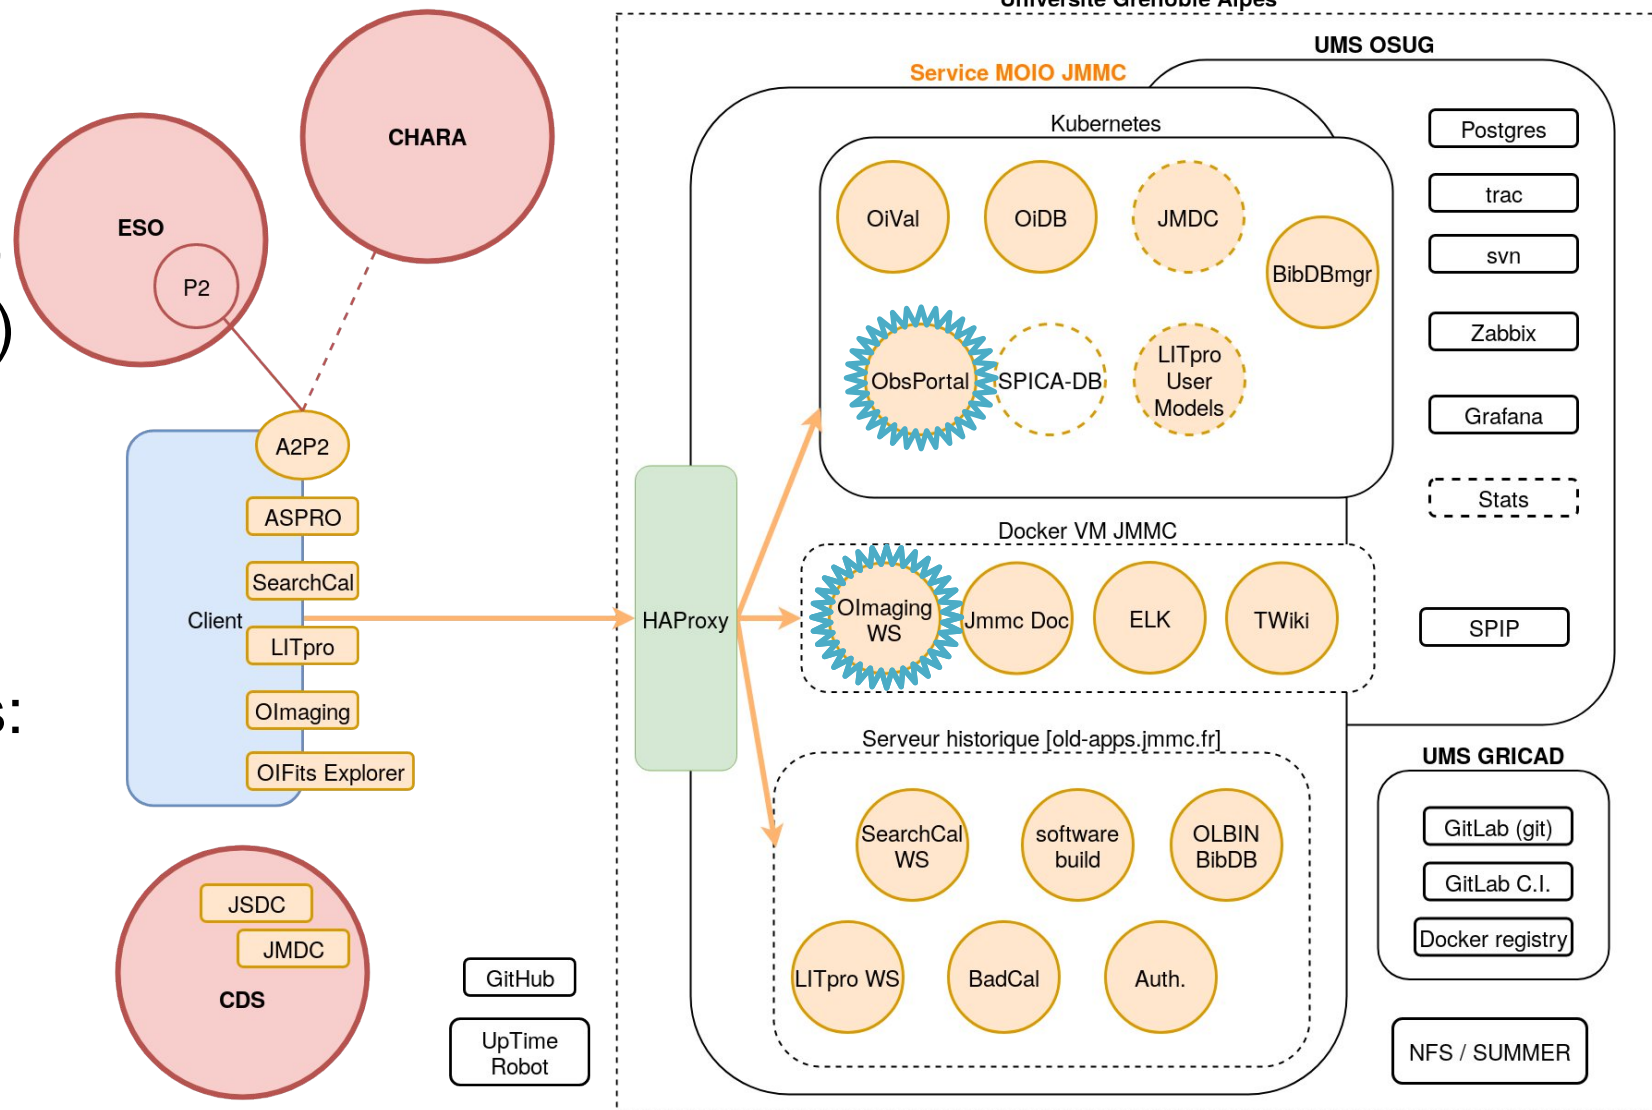 Université Grenoble Alpes
UMS OSUG
Service MOIO JMMC
CHARA
ESO
P2
)
s:
A2P2
ASPRO
SearchCal
Client
LITpro
OImaging
OIFits Explorer
JSDC
JMDC
CDS
GitHub
UpTime
Robot
HAProxy
Kubernetes
OiVal
OiDB
JMDC
BibDBmgr
ObsPortal
SPICA-DB
LITpro
User
Models
Docker VM JMMC
OImaging
WS
Jmmc Doc
ELK
TWiki
Serveur historique [old-apps.jmmc.fr]
SearchCal
WS
software
build
OLBIN
BibDB
LITpro WS
BadCal
Auth.
Postgres
trac
svn
Zabbix
Grafana
Stats
SPIP
UMS GRICAD
GitLab (git)
GitLab C.I.
Docker registry
NFS / SUMMER